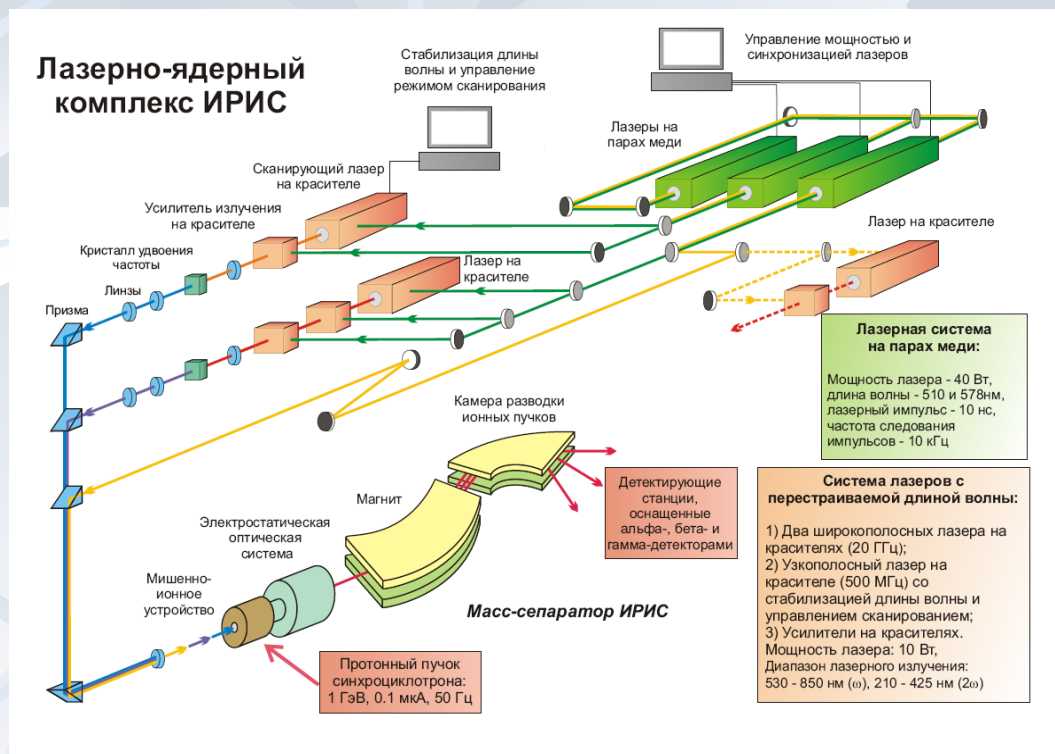 Лазерно-ядерный
комплекс ИРИС
Стабилизация длины
волны и управление
режимом сканирования
Управление мощностью и
синхронизацией лазеров
Лазеры на
парах меди
Сканирующий лазер
на красителе
Усилитель излучения
на красителе
Лазер на красителе
Кристалл удвоения
частоты
Лазер на
красителе
Линзы
Призма
Лазерная система
на парах меди:
Мощность лазера - 40 Вт,
длина волны - 510 и 578нм,
лазерный импульс - 10 нс,
частота следования
импульсов - 10 кГц
Камера разводки
ионных пучков
Магнит
Детектирующие
станции,
оснащенные
альфа-, бета- и
гамма-детекторами
Электростатическая
оптическая
система
Мишенно-
ионное
устройство
Масс-сепаратор ИРИС
Протонный пучок
синхроциклотрона:
1 ГэВ, 0.1 мкА, 50 Гц
Система лазеров с
перестраиваемой длиной волны:
1) Два широкополосных лазера на
красителях (20 ГГц);
2) Узкополосный лазер на
красителе (500 МГц) со
стабилизацией длины волны и
управлением сканированием;
3) Усилители на красителях.
Мощность лазера: 10 Вт,
Диапазон лазерного излучения:
530 - 850 нм (ω), 210 - 425 нм (2ω)